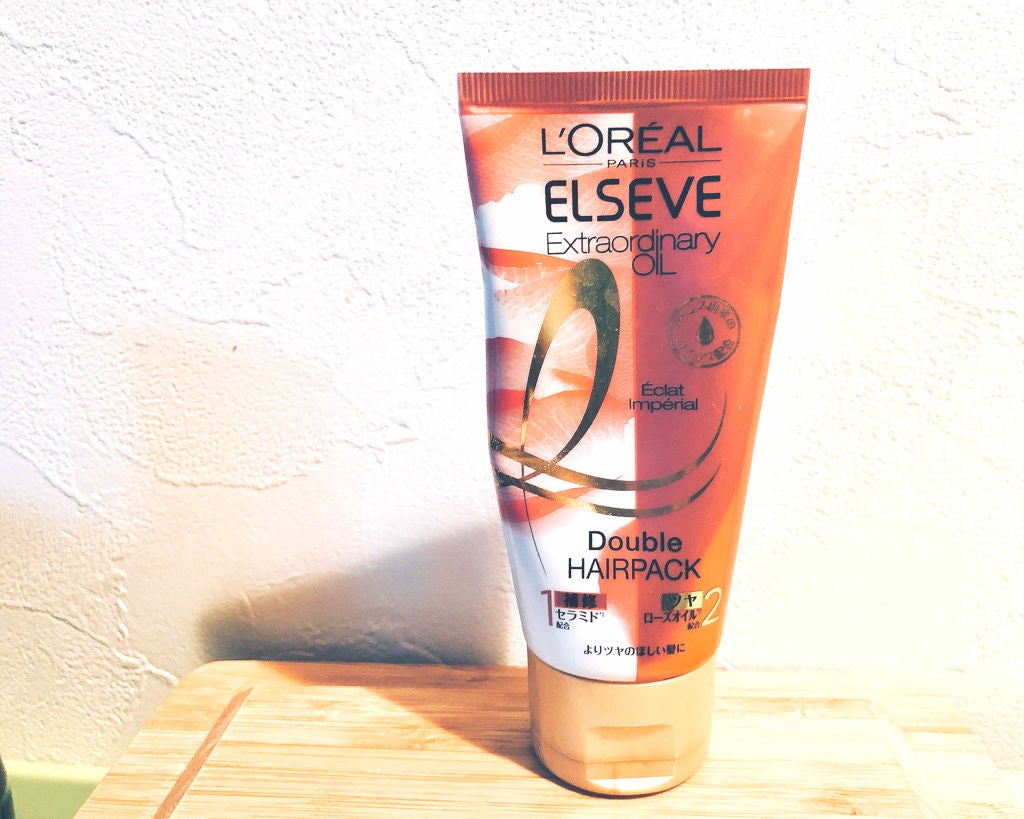 L'ORÉAL
PARIS
ELSEVE
Extraordinary
OIL
Éclat
Impérial
Double
HAIRPACK
1 補修
セラミド*1
配合
ツヤ 2
ローズオイル
配合
よりツヤのほしい髪に